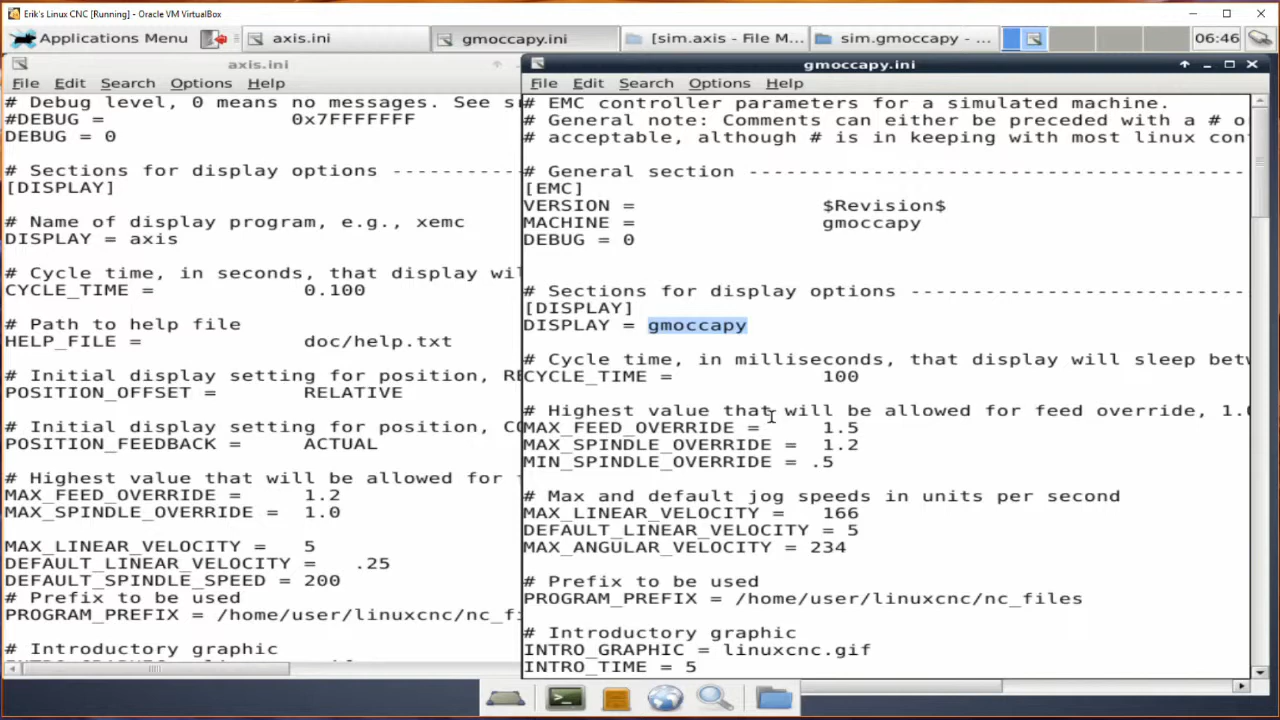 Erik's Linux CNC [Running] - Oracle VM VirtualBox
Applications Menu
axis.ini
gmoccapy.ini
[sim.axis - File M...
sim.gmoccapy - ...
06:46
axis.ini
File Edit Search Options Help
# Debug level, 0 means no messages. See
#DEBUG = 0x7FFFFFFF
DEBUG = 0
# Sections for display options ---------------
[DISPLAY]
# Name of display program, e.g., xemc
DISPLAY = axis
# Cycle time, in seconds, that display
CYCLE_TIME = 0.100
# Path to help file
HELP_FILE = doc/help.txt
# Initial display setting for position,
POSITION_OFFSET = RELATIVE
# Initial display setting for position,
POSITION_FEEDBACK = ACTUAL
# Highest value that will be allowed for
MAX_FEED_OVERRIDE = 1.2
MAX_SPINDLE_OVERRIDE = 1.0
MAX_LINEAR_VELOCITY = 5
DEFAULT_LINEAR_VELOCITY = .25
DEFAULT_SPINDLE_SPEED = 200
# Prefix to be used
PROGRAM_PREFIX = /home/user/linuxcnc/nc_fi
# Introductory graphic
gmoccapy.ini
File Edit Search Options Help
# EMC controller parameters for a simulated machine.
# General note: Comments can either be preceded with a # o
# acceptable, although # is in keeping with most linux con
# General section ----------------------------------------
[EMC]
VERSION = $Revision$
MACHINE = gmoccapy
DEBUG = 0
# Sections for display options ---------------------------
[DISPLAY]
DISPLAY = gmoccapy
# Cycle time, in milliseconds, that display will sleep bet
CYCLE_TIME = 100
# Highest value that will be allowed for feed override, 1.
MAX_FEED_OVERRIDE = 1.5
MAX_SPINDLE_OVERRIDE = 1.2
MIN_SPINDLE_OVERRIDE = .5
# Max and default jog speeds in units per second
MAX_LINEAR_VELOCITY = 166
DEFAULT_LINEAR_VELOCITY = 5
MAX_ANGULAR_VELOCITY = 234
# Prefix to be used
PROGRAM_PREFIX = /home/user/linuxcnc/nc_files
# Introductory graphic
INTRO_GRAPHIC = linuxcnc.gif
INTRO_TIME = 5